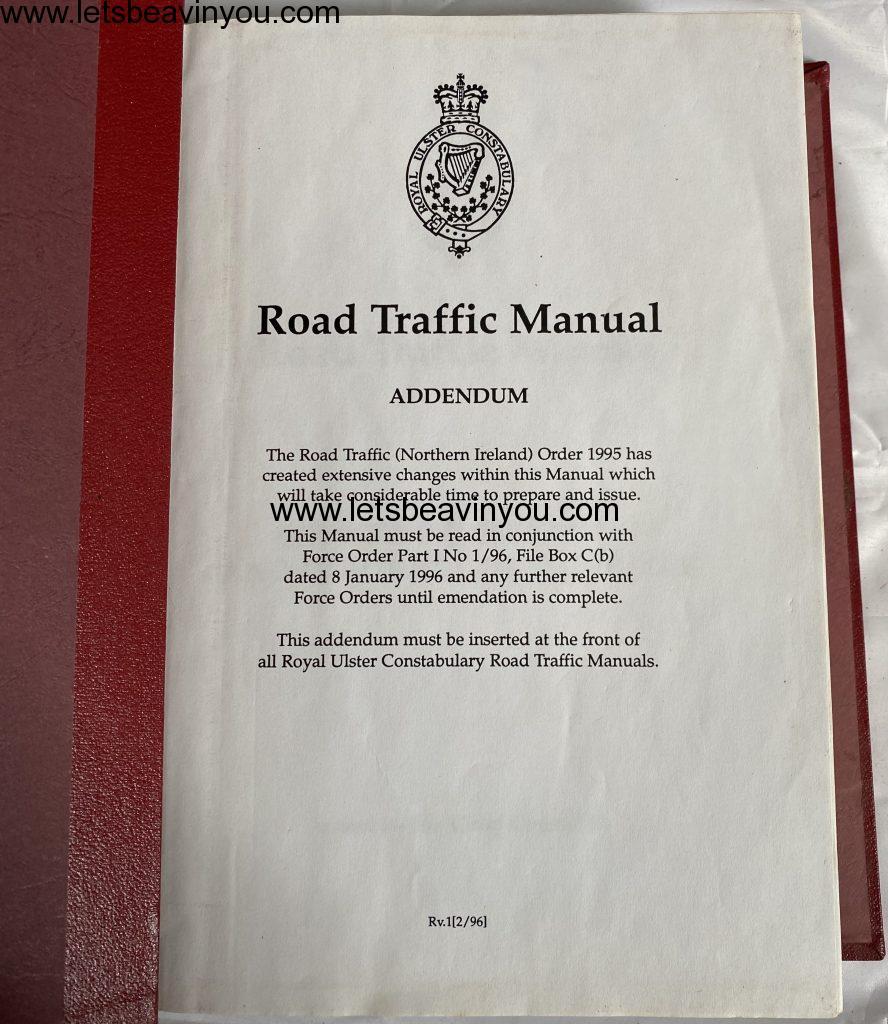 www.letsbeavinyou.com
ROYAL ULSTER CONSTABULARY
Road Traffic Manual
ADDENDUM
The Road Traffic (Northern Ireland) Order 1995 has
created extensive changes within this Manual which
will take considerable time to prepare and issue.
www.letsbeavinyou.com
This Manual must be read in conjunction with
Force Order Part I No 1/96, File Box C(b)
dated 8 January 1996 and any further relevant
Force Orders until emendation is complete.
This addendum must be inserted at the front of
all Royal Ulster Constabulary Road Traffic Manuals.
Rv.1[2/96]